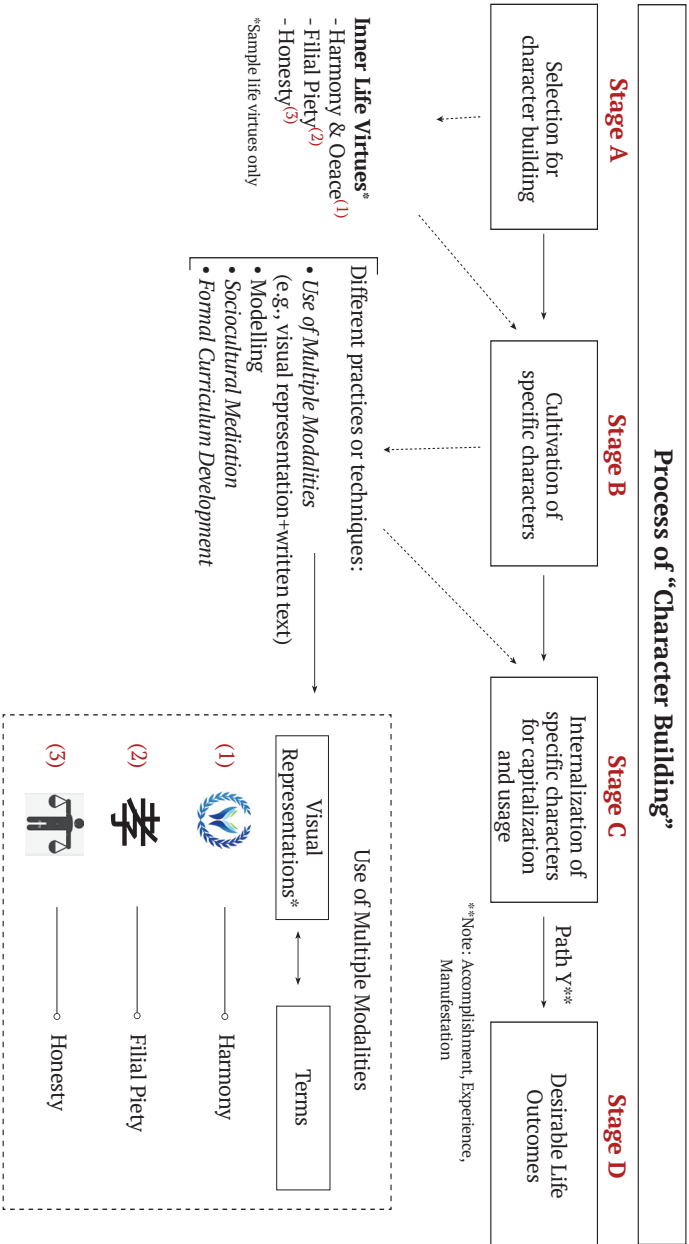 Process of “Character Building”
Stage A
Selection for
character building
Inner Life Virtues*
- Harmony & Oeace(1)
- Filial Piety(2)
- Honesty(3)
*Sample life virtues only
Stage B
Cultivation of
specific characters
Different practices or techniques:
• Use of Multiple Modalities
(e.g., visual representation+written text)
• Modelling
• Sociocultural Mediation
• Formal Curriculum Development
Stage C
Internalization of
specific characters
for capitalization
and usage
Path Y**
**Note: Accomplishment, Experience,
Manufestation
Stage D
Desirable Life
Outcomes
Use of Multiple Modalities
Visual
Representations*
Terms
(1)
Harmony
(2)
孝
Filial Piety
(3)
Honesty